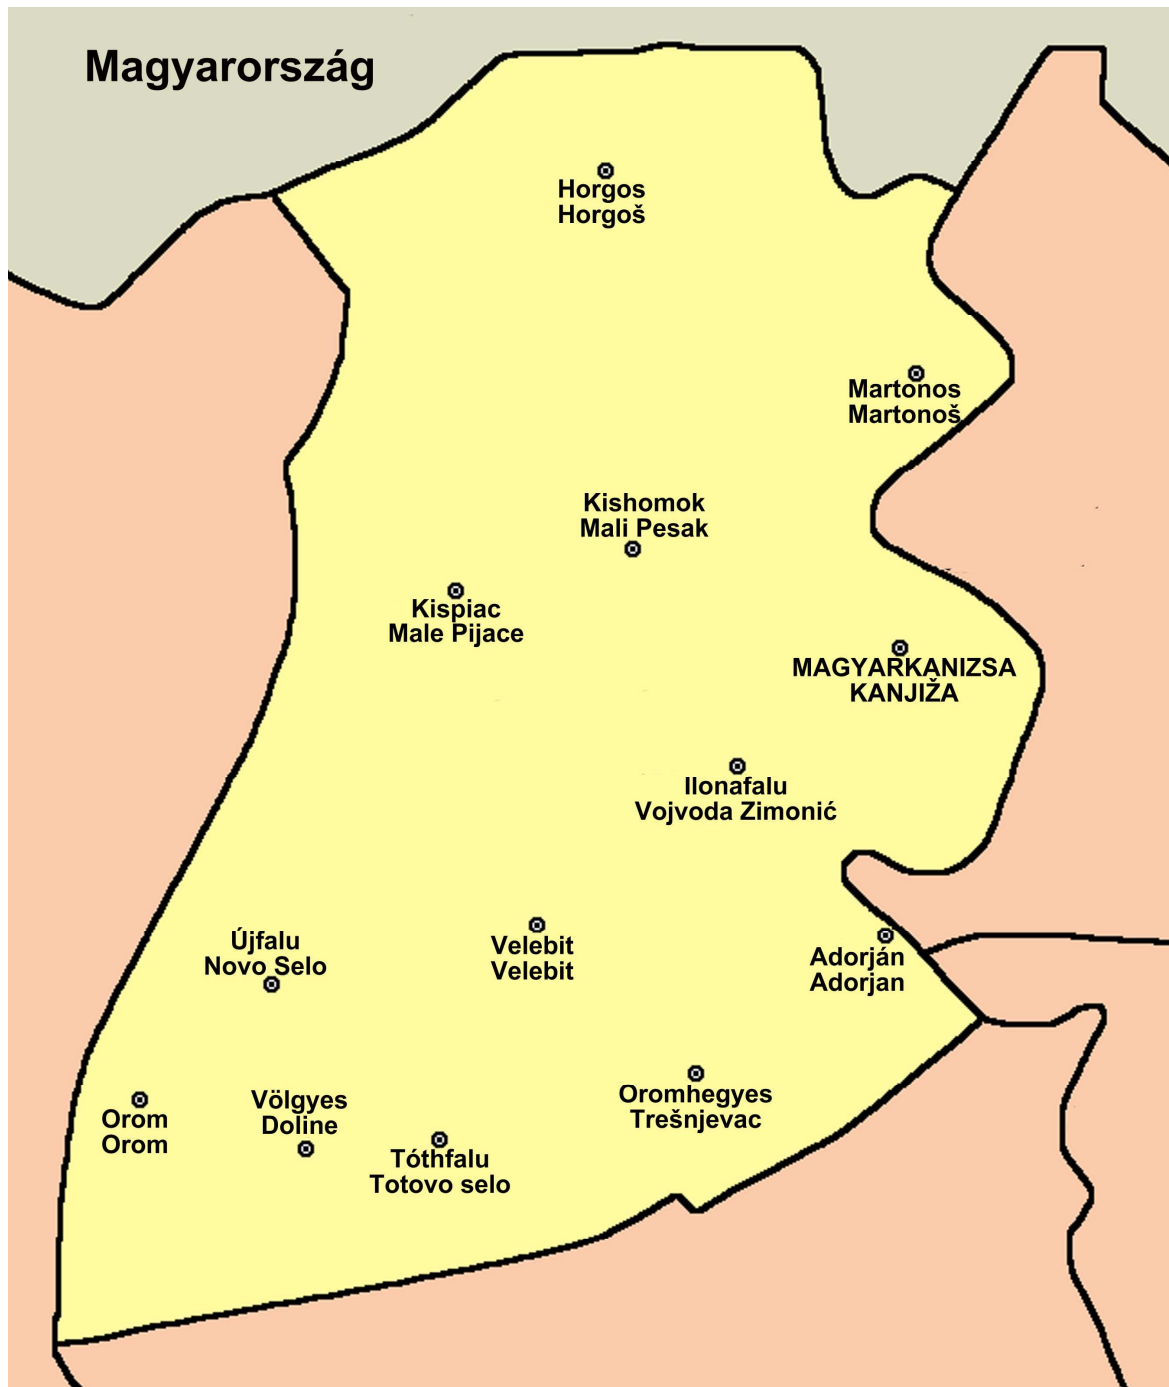 Magyarország
Horgos
Horgoš
Martonos
Martonoš
Kishomok
Mali Pesak
Kispiac
Male Pijace
MAGYARKANIZSA
KANJIŽA
Ilonafalu
Vojvoda Zimonić
Újfalu
Novo Selo
Velebit
Velebit
Adorján
Adorjan
Orom
Orom
Völgyes
Doline
Tóthfalu
Totovo selo
Oromhegyes
Trešnjevac